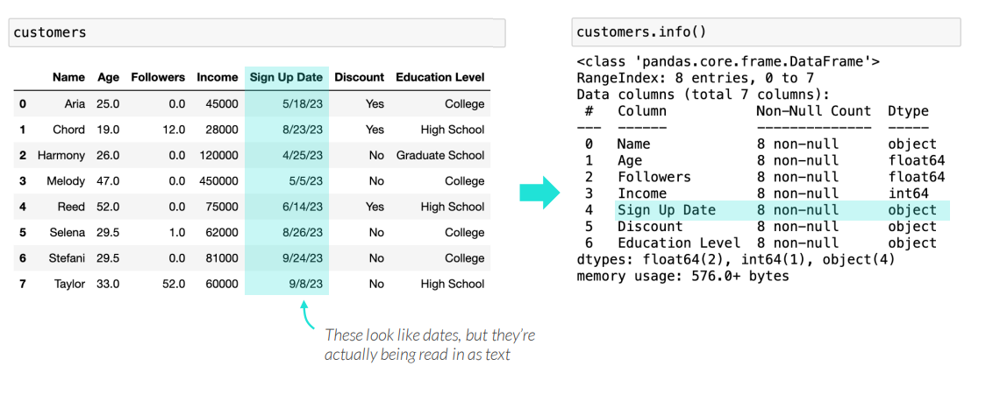 customers
Name Age Followers Income Sign Up Date Discount Education Level
0 Aria 25.0 0.0 45000 5/18/23 Yes College
1 Chord 19.0 12.0 28000 8/23/23 Yes High School
2 Harmony 26.0 0.0 120000 4/25/23 No Graduate School
3 Melody 47.0 0.0 450000 5/5/23 No College
4 Reed 52.0 0.0 75000 6/14/23 Yes High School
5 Selena 29.5 1.0 62000 8/26/23 No College
6 Stefani 29.5 0.0 81000 9/24/23 No College
7 Taylor 33.0 52.0 60000 9/8/23 No High School
These look like dates, but they're
actually being read in as text
customers.info()
<class 'pandas.core.frame.DataFrame'>
RangeIndex: 8 entries, 0 to 7
Data columns (total 7 columns):
# Column Non-Null Count Dtype
--- ------ -------------- -----
0 Name 8 non-null object
1 Age 8 non-null float64
2 Followers 8 non-null float64
3 Income 8 non-null int64
4 Sign Up Date 8 non-null object
5 Discount 8 non-null object
6 Education Level 8 non-null object
dtypes: float64(2), int64(1), object(4)
memory usage: 576.0+ bytes